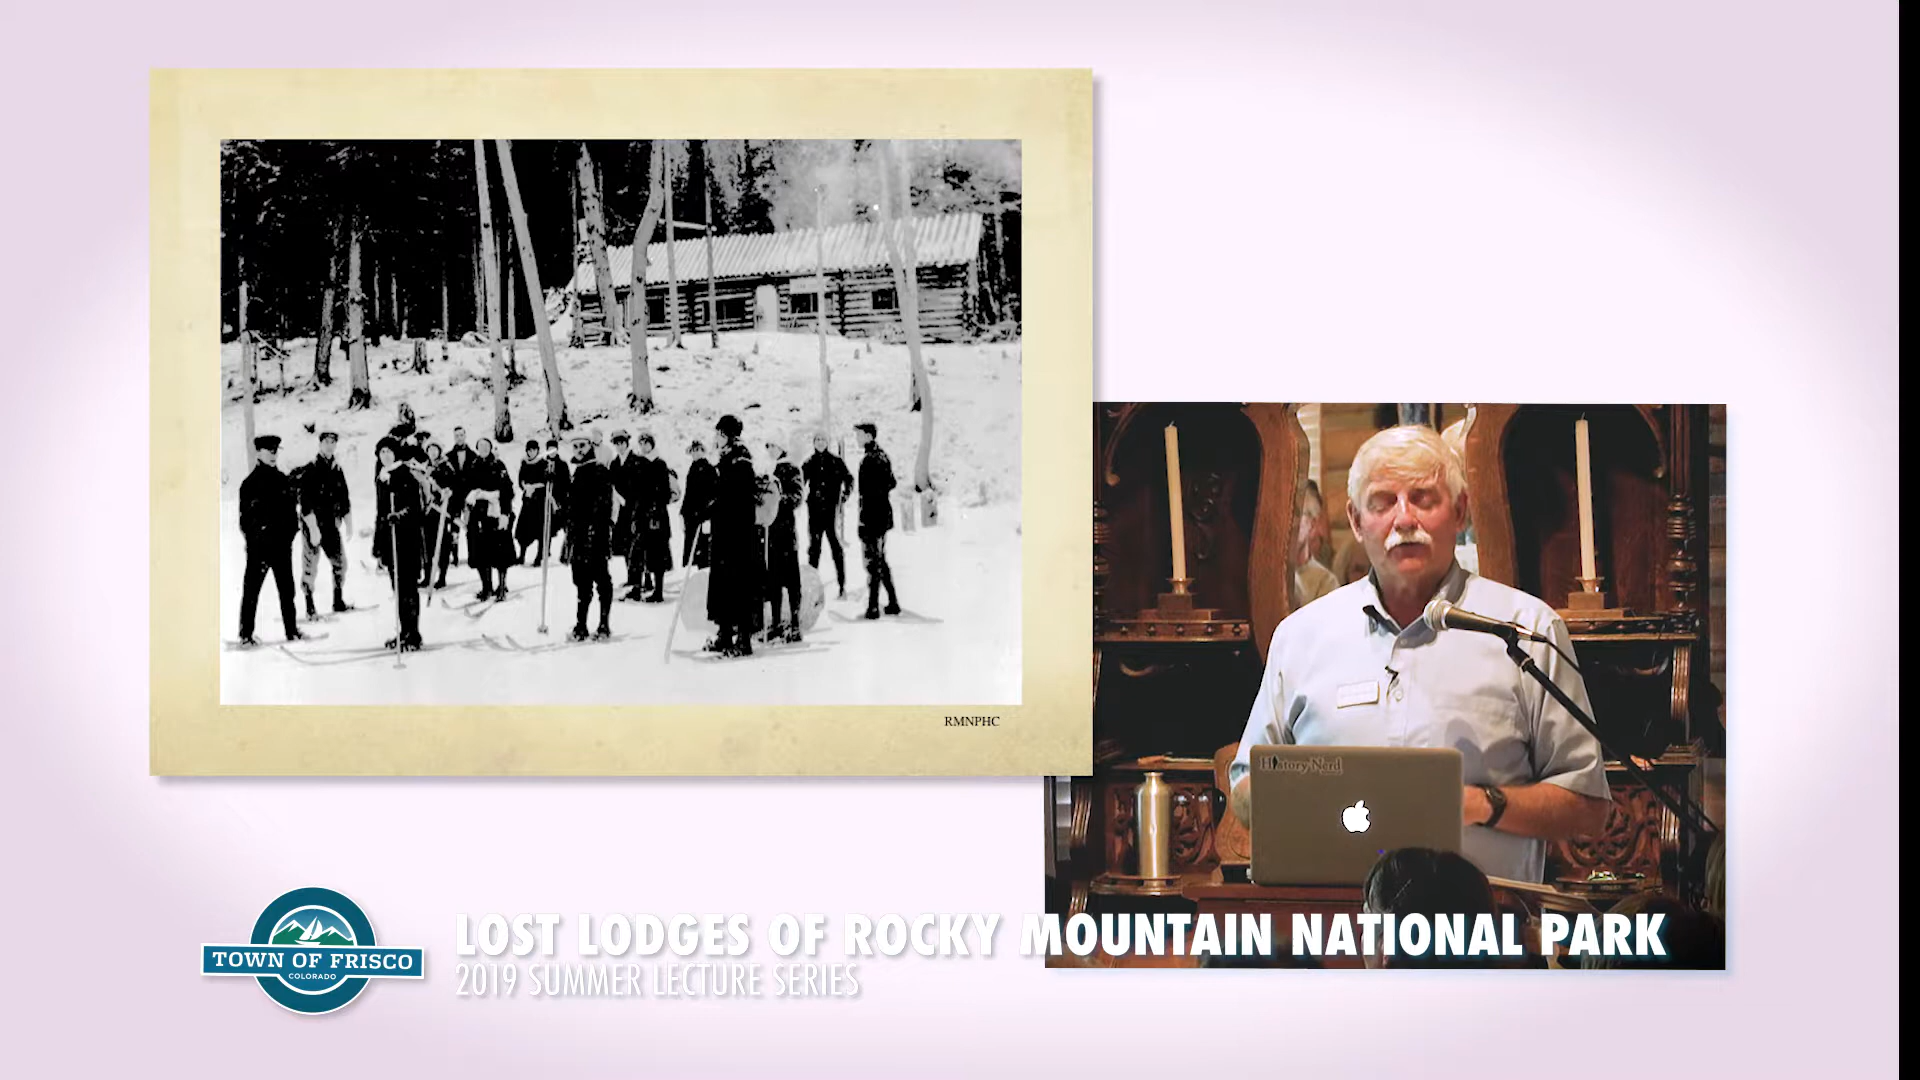 RMNPHC
History Nerd
TOWN OF FRISCO
COLORADO
LOST LODGES OF ROCKY MOUNTAIN NATIONAL PARK
2019 SUMMER LECTURE SERIES